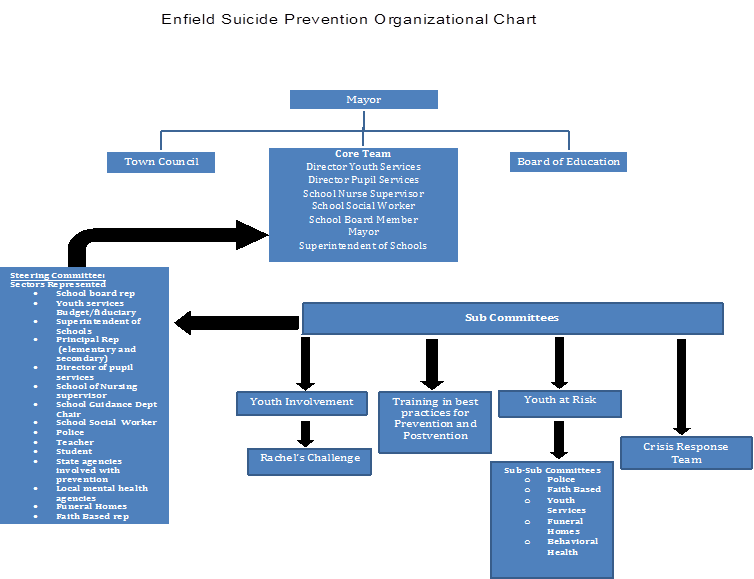 Enfield Suicide Prevention Organizational Chart
Mayor
Town Council
Core Team
Director Youth Services
Director Pupil Services
School Nurse Supervisor
School Social Worker
School Board Member
Mayor
Superintendent of Schools
Board of Education
Steering Committee:
Sectors Represented
• School board rep
• Youth services
Budget/fiduciary
• Superintendent of
Schools
• Principal Rep
(elementary and
secondary)
• Director of pupil
services
• School of Nursing
supervisor
• School Guidance Dept
Chair
• School Social Worker
• Police
• Teacher
• Student
• State agencies
involved with
prevention
• Local mental health
agencies
• Funeral Homes
• Faith Based rep
Sub Committees
Youth Involvement
Rachel's Challenge
Training in best
practices for
Prevention and
Postvention
Youth at Risk
Sub-Sub Committees
o Police
o Faith Based
o Youth
Services
o Funeral
Homes
o Behavioral
Health
Crisis Response
Team